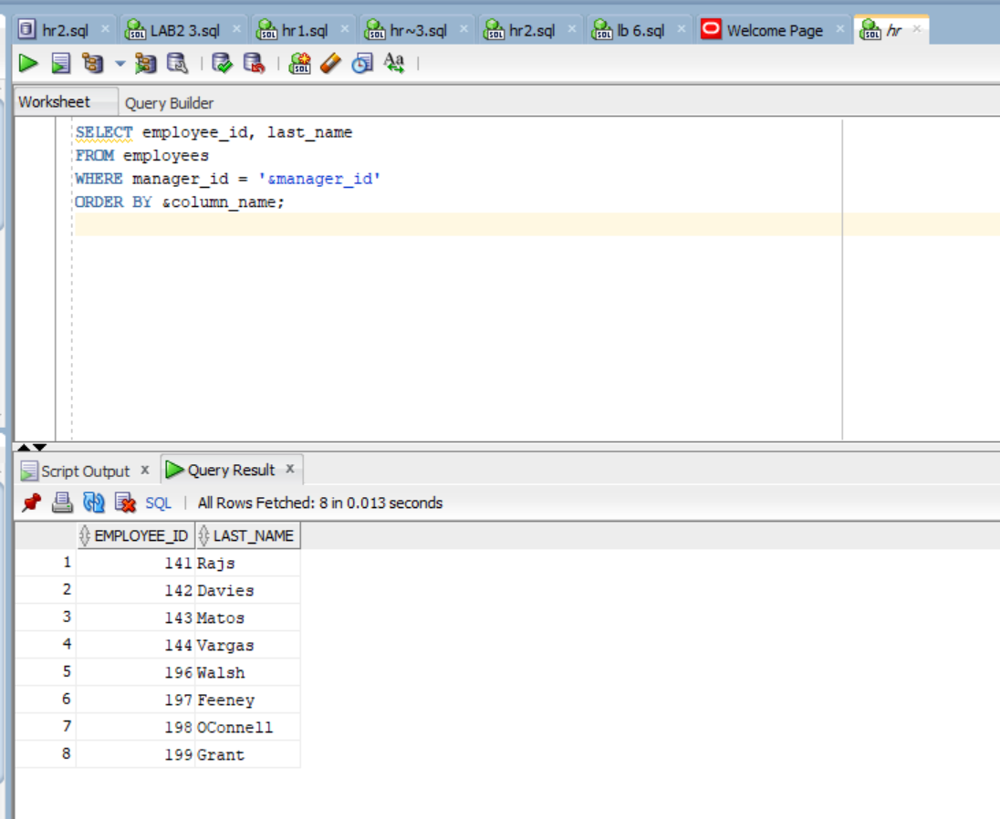 hr2.sql LAB2 3.sql hr1.sql hr~3.sql hr2.sql lb 6.sql Welcome Page hr
Worksheet Query Builder
SELECT employee_id, last_name
FROM employees
WHERE manager_id = '&manager_id'
ORDER BY &column_name;
Script Output x Query Result x
SQL | All Rows Fetched: 8 in 0.013 seconds
EMPLOYEE_ID LAST_NAME
1 141 Rajs
2 142 Davies
3 143 Matos
4 144 Vargas
5 196 Walsh
6 197 Feeney
7 198 OConnell
8 199 Grant